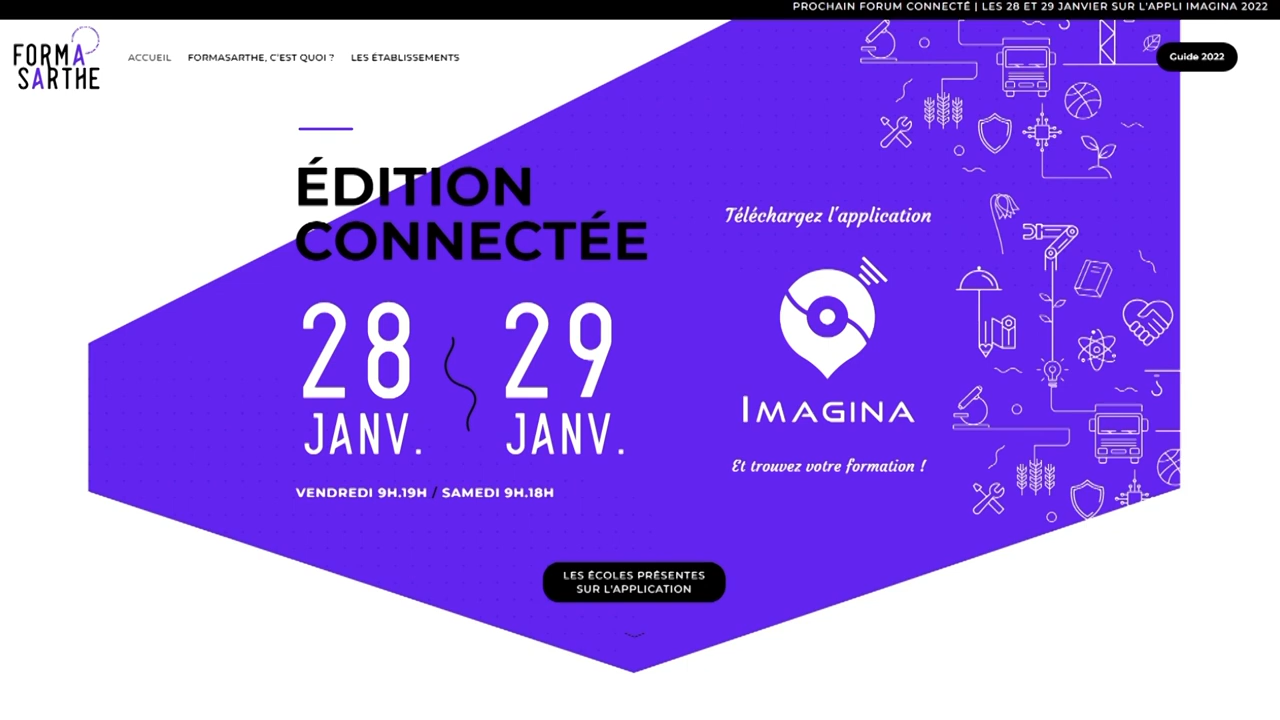 PROCHAIN FORUM CONNECTÉ | LES 28 ET 29 JANVIER SUR L'APPLI IMAGINA 2022
FORMA
SARTHE
ACCUEIL FORMASARTHE, C'EST QUOI ? LES ÉTABLISSEMENTS
Guide 2022
ÉDITION
CONNECTÉE
28 29
JANV. JANV.
VENDREDI 9H.19H / SAMEDI 9H.18H
Téléchargez l'application
IMAGINA
Et trouvez votre formation !
LES ÉCOLES PRÉSENTES
SUR L'APPLICATION